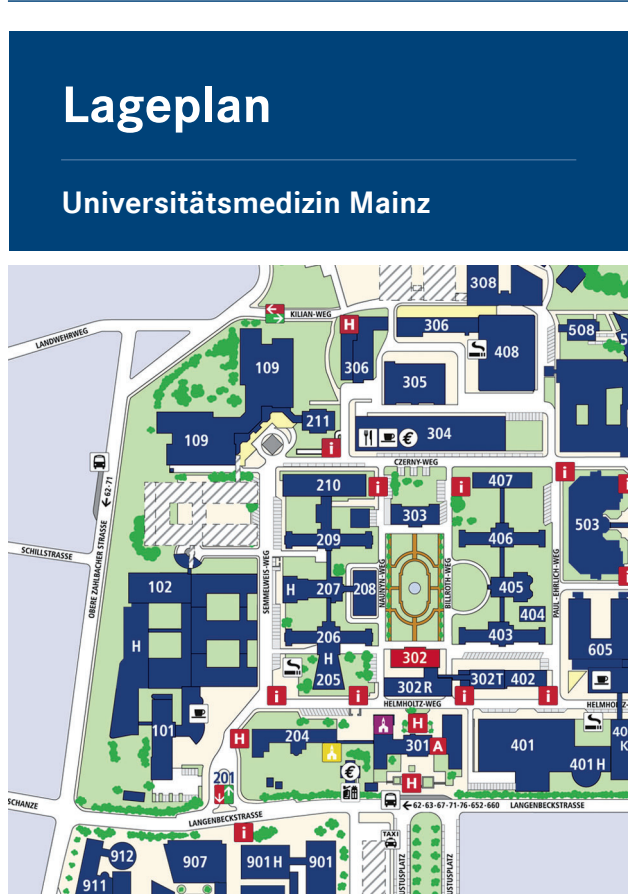 Lageplan
Universitätsmedizin Mainz
308
KILIAN-WEG
H
306
508
LANDWEHRWEG
408
109
306
305
211
304
109
i
CZERNY-WEG
←62·71
210
i
i
407
i
303
503
209
406
SCHILLSTRASSE
OBERE ZAHLBACHER STRASSE
SEMMELWEIS-WEG
NAUNYN-WEG
BILLROTH-WEG
PAUL-EHRLICH-WEG
i
102
H
207
208
405
404
H
206
403
605
H
205
302
302 R
302T
402
i
i
i
i
HELMHOLTZ-WEG
HELMHOLTZ-
101
H
204
H
301
A
401
401 H
K
201
€
H
←62·63·67·71·76·652·660
LANGENBECKSTRASSE
SCHANZE
LANGENBECKSTRASSE
i
TAXI
912
907
901 H
901
911
USTUSPLATZ
USTUSPLATZ